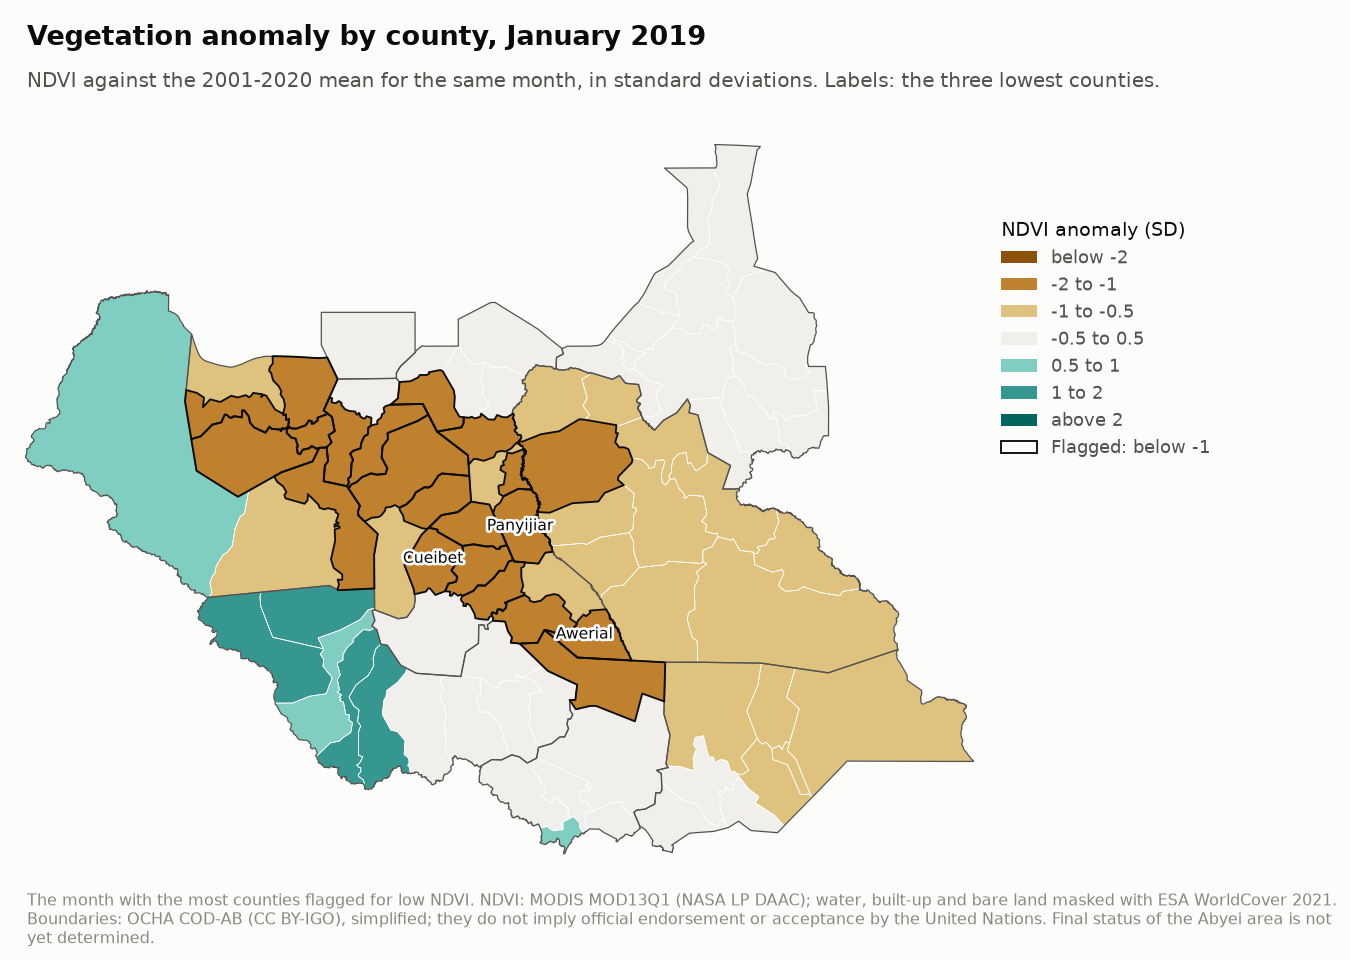 Vegetation anomaly by county, January 2019
NDVI against the 2001-2020 mean for the same month, in standard deviations. Labels: the three lowest counties.
NDVI anomaly (SD)
below -2
-2 to -1
-1 to -0.5
-0.5 to 0.5
0.5 to 1
1 to 2
above 2
Flagged: below -1
Panyijiar
Cueibet
Awerial
The month with the most counties flagged for low NDVI. NDVI: MODIS MOD13Q1 (NASA LP DAAC); water, built-up and bare land masked with ESA WorldCover 2021.
Boundaries: OCHA COD-AB (CC BY-IGO), simplified; they do not imply official endorsement or acceptance by the United Nations. Final status of the Abyei area is not
yet determined.